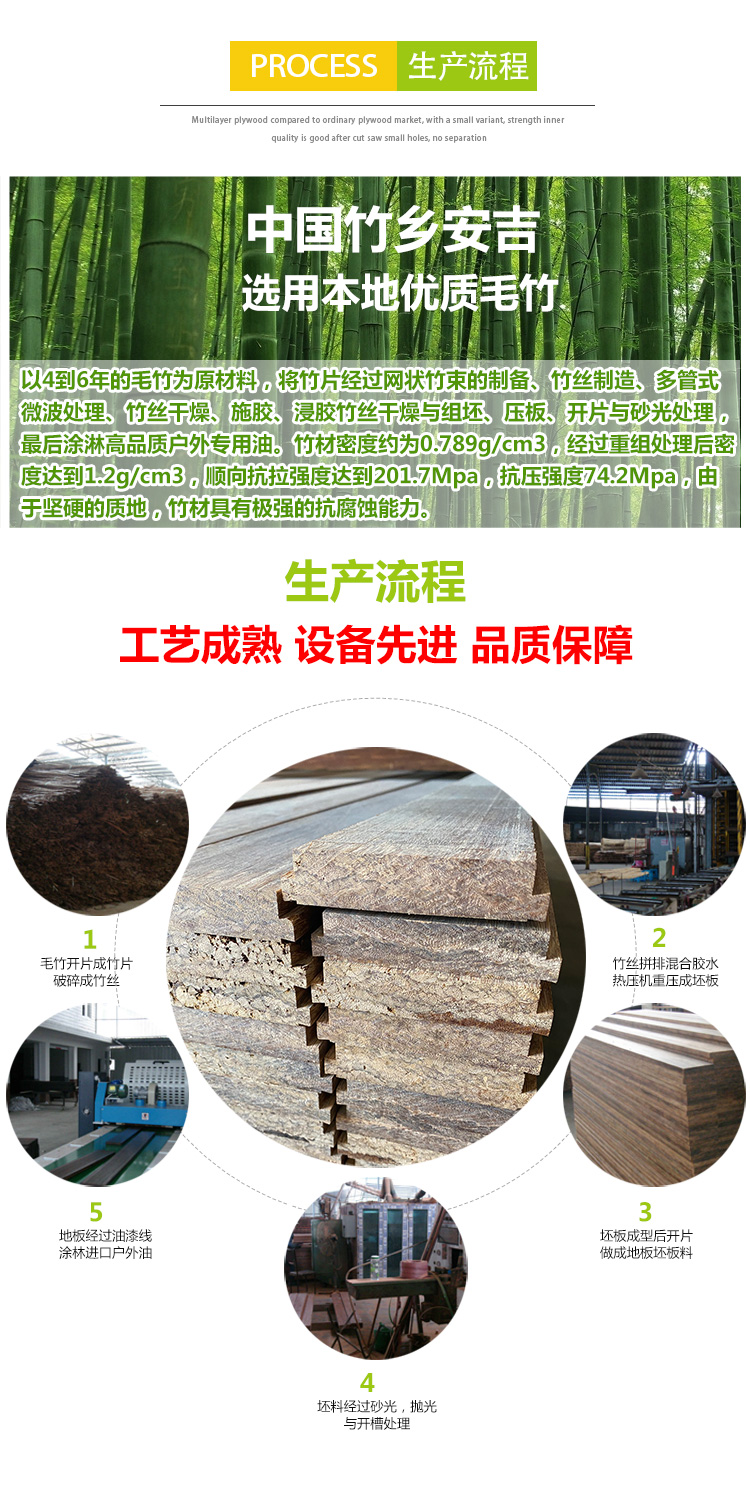 PROCESS 生产流程
Multilayer plywood compared to ordinary plywood market, with a small variant, strength inner
quality is good after cut saw small holes, no separation
中国竹乡安吉
选用本地优质毛竹
以4到6年的毛竹为原材料，将竹片经过网状竹束的制备、竹丝制造、多管式
微波处理、竹丝干燥、施胶、浸胶竹丝干燥与组坯、压板、开片与砂光处理，
最后涂淋高品质户外专用油。竹材密度约为0.789g/cm3，经过重组处理后密
度达到1.2g/cm3，顺向抗拉强度达到201.7Mpa，抗压强度74.2Mpa，由
于坚硬的质地，竹材具有极强的抗腐蚀能力。
生产流程
工艺成熟 设备先进 品质保障
1
毛竹开片成竹片
破碎成竹丝
2
竹丝拼排混合胶水
热压机重压成坯板
3
坯板成型后开片
做成地板坯板料
4
坯料经过砂光，抛光
与开槽处理
5
地板经过油漆线
涂林进口户外油